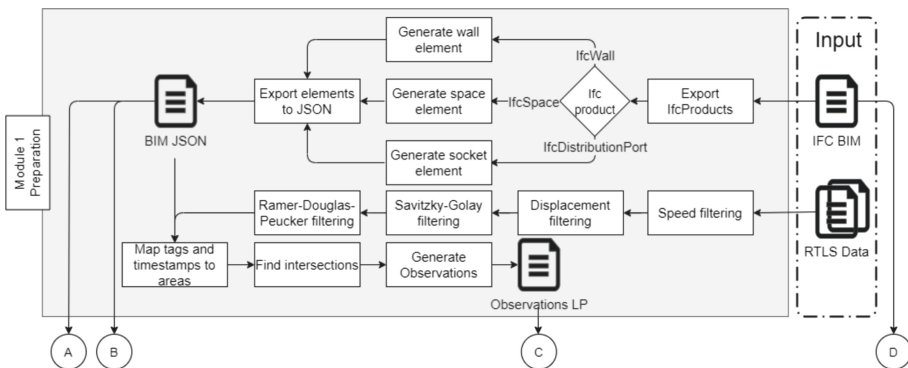 Input
Generate wall
element
IfcWall
Export elements
to JSON
Generate space
element
IfcSpace
Ifc
product
Export
IfcProducts
BIM JSON
IFC BIM
IfcDistributionPort
Generate socket
element
Module 1
Preparation
Ramer-Douglas-
Peucker filtering
Savitzky-Golay
filtering
Displacement
filtering
Speed filtering
RTLS Data
Map tags and
timestamps to
areas
Find intersections
Generate
Observations
Observations LP
A
B
C
D